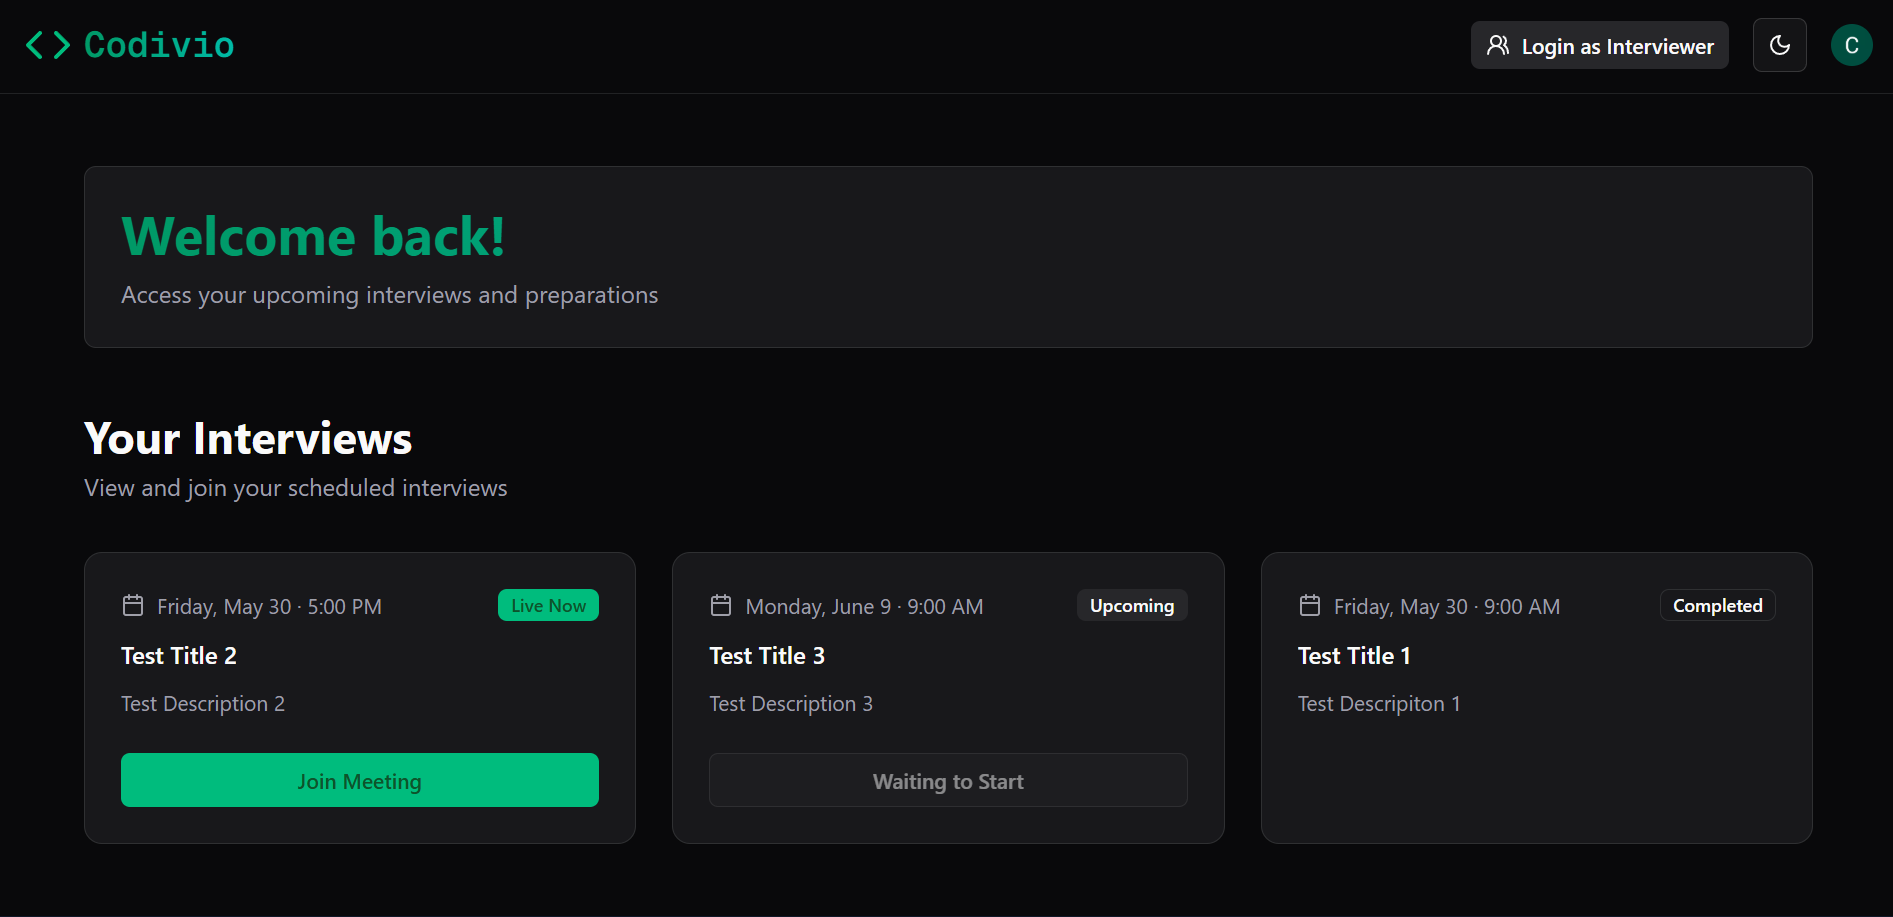 Codivio
Login as Interviewer
C
Welcome back!
Access your upcoming interviews and preparations
Your Interviews
View and join your scheduled interviews
Friday, May 30 · 5:00 PM
Live Now
Test Title 2
Test Description 2
Join Meeting
Monday, June 9 · 9:00 AM
Upcoming
Test Title 3
Test Description 3
Waiting to Start
Friday, May 30 · 9:00 AM
Completed
Test Title 1
Test Descripiton 1